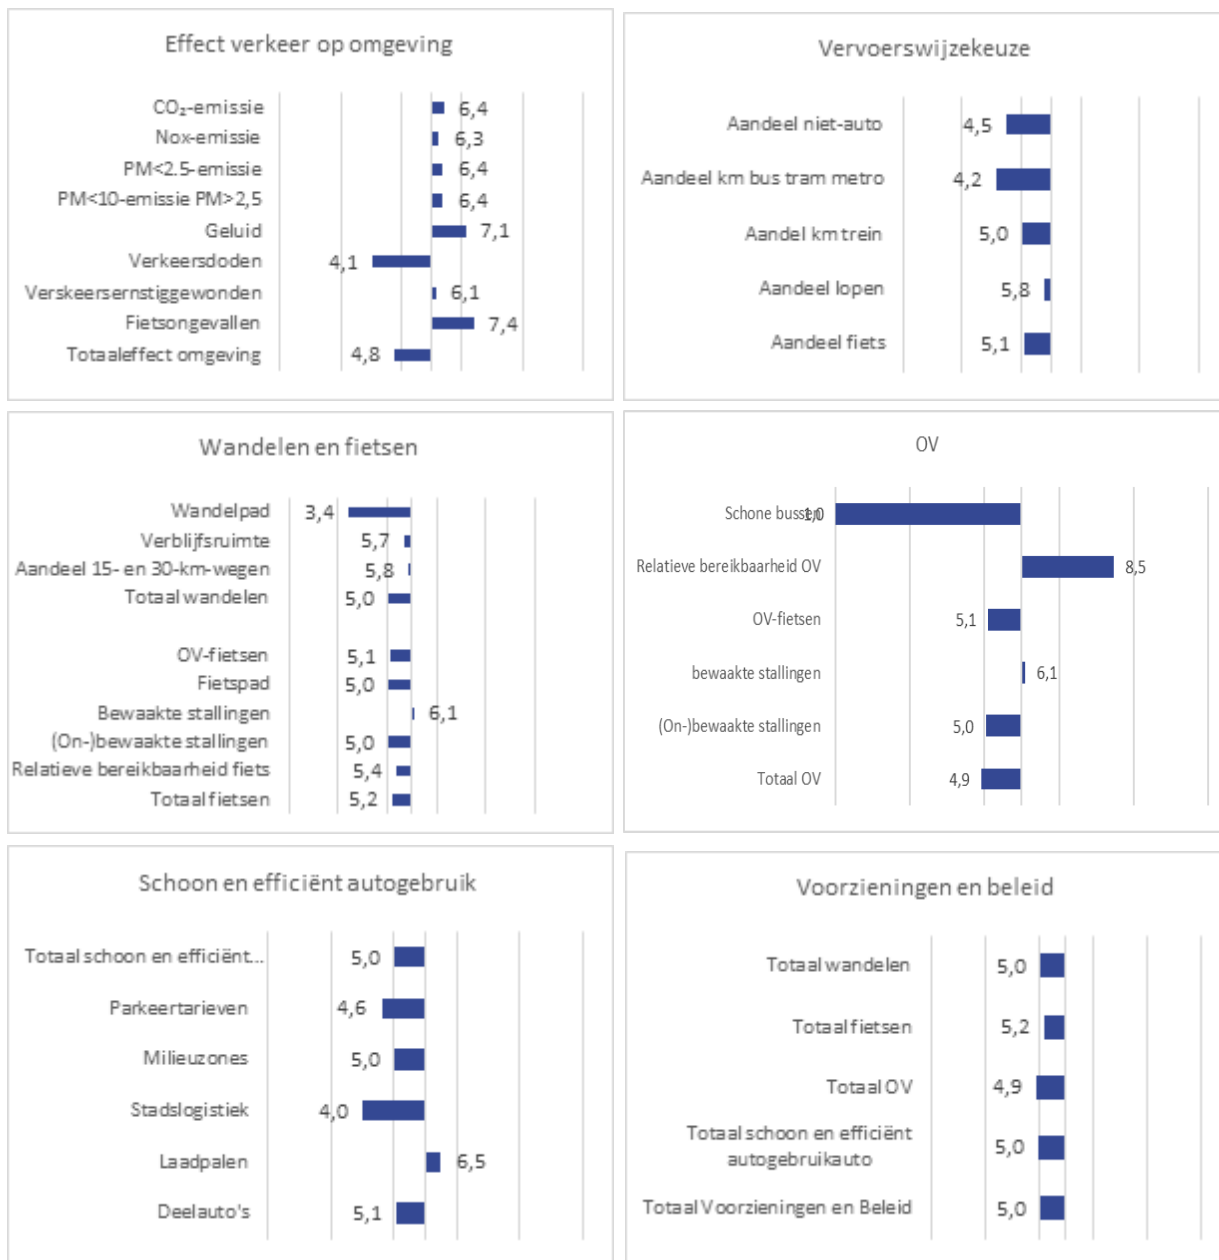 Effect verkeer op omgeving
CO₂-emissie 6,4
Nox-emissie 6,3
PM<2.5-emissie 6,4
PM<10-emissie PM>2,5 6,4
Geluid 7,1
Verkeersdoden 4,1
Verskeersernstiggewonden 6,1
Fietsongevallen 7,4
Totaaleffect omgeving 4,8
Vervoerswijzekeuze
Aandeel niet-auto 4,5
Aandeel km bus tram metro 4,2
Aandel km trein 5,0
Aandeel lopen 5,8
Aandeel fiets 5,1
Wandelen en fietsen
Wandelpad 3,4
Verblijfsruimte 5,7
Aandeel 15- en 30-km-wegen 5,8
Totaal wandelen 5,0
OV-fietsen 5,1
Fietspad 5,0
Bewaakte stallingen 6,1
(On-)bewaakte stallingen 5,0
Relatieve bereikbaarheid fiets 5,4
Totaal fietsen 5,2
OV
Schone bussen 1,0
Relatieve bereikbaarheid OV 8,5
OV-fietsen 5,1
bewaakte stallingen 6,1
(On-)bewaakte stallingen 5,0
Totaal OV 4,9
Schoon en efficiënt autogebruik
Totaal schoon en efficiënt... 5,0
Parkeertarieven 4,6
Milieuzones 5,0
Stadslogistiek 4,0
Laadpalen 6,5
Deelauto's 5,1
Voorzieningen en beleid
Totaal wandelen 5,0
Totaal fietsen 5,2
Totaal OV 4,9
Totaal schoon en efficiënt
autogebruikauto 5,0
Totaal Voorzieningen en Beleid 5,0